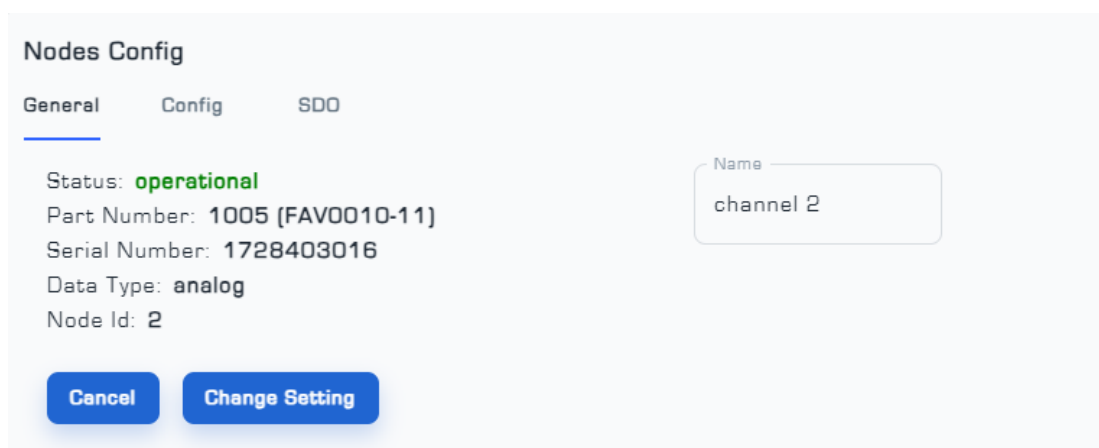 Nodes Config
General Config SDO
Status: operational
Part Number: 1005 (FAV0010-11)
Serial Number: 1728403016
Data Type: analog
Node Id: 2
Name
channel 2
Cancel Change Setting